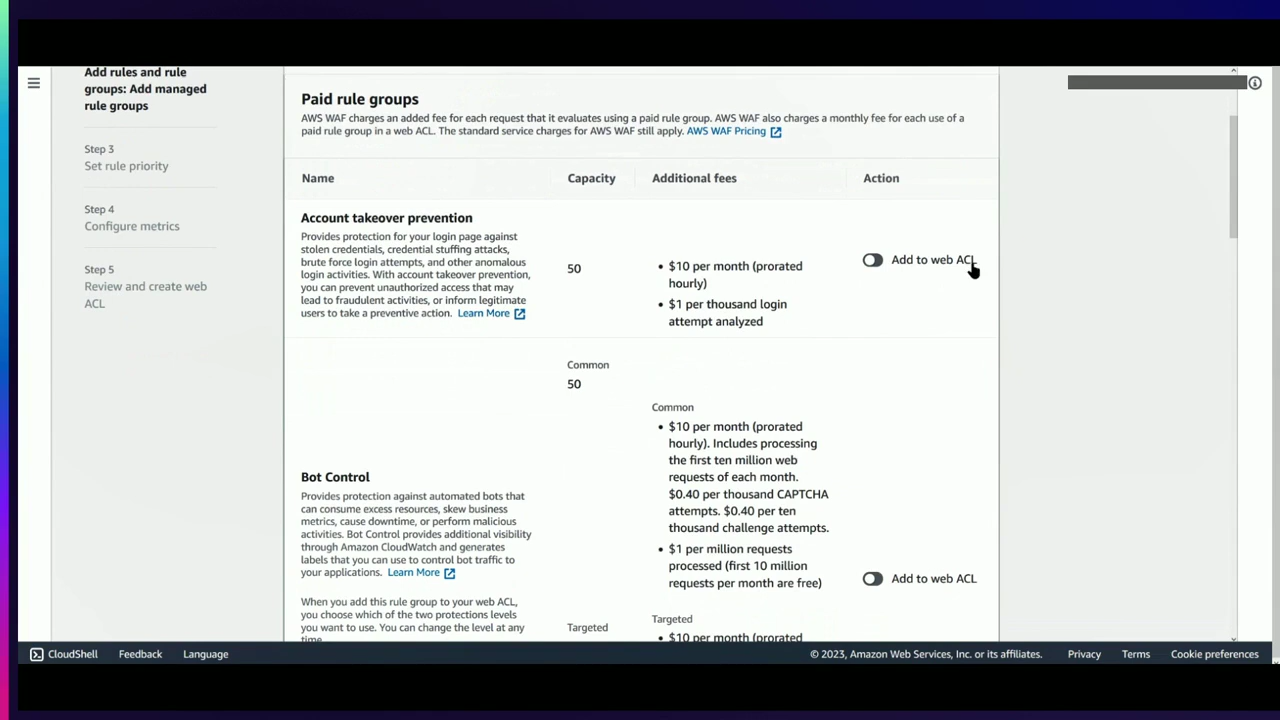 Add rules and rule
groups: Add managed
rule groups
Step 3
Set rule priority
Step 4
Configure metrics
Step 5
Review and create web
ACL
Paid rule groups
AWS WAF charges an added fee for each request that it evaluates using a paid rule group. AWS WAF also charges a monthly fee for each use of a
paid rule group in a web ACL. The standard service charges for AWS WAF still apply. AWS WAF Pricing
Name Capacity Additional fees Action
Account takeover prevention
Provides protection for your login page against
stolen credentials, credential stuffing attacks,
brute force login attempts, and other anomalous
login activities. With account takeover prevention,
you can prevent unauthorized access that may
lead to fraudulent activities, or inform legitimate
users to take a preventive action. Learn More
50
• $10 per month (prorated
hourly)
• $1 per thousand login
attempt analyzed
Add to web ACL
Bot Control
Provides protection against automated bots that
can consume excess resources, skew business
metrics, cause downtime, or perform malicious
activities. Bot Control provides additional visibility
through Amazon CloudWatch and generates
labels that you can use to control bot traffic to
your applications. Learn More
When you add this rule group to your web ACL,
you choose which of the two protections levels
you want to use. You can change the level at any
time.
Common
50
Targeted
Common
• $10 per month (prorated
hourly). Includes processing
the first ten million web
requests of each month.
$0.40 per thousand CAPTCHA
attempts. $0.40 per ten
thousand challenge attempts.
• $1 per million requests
processed (first 10 million
requests per month are free)
Targeted
• $10 per month (prorated
Add to web ACL
CloudShell Feedback Language © 2023, Amazon Web Services, Inc. or its affiliates. Privacy Terms Cookie preferences